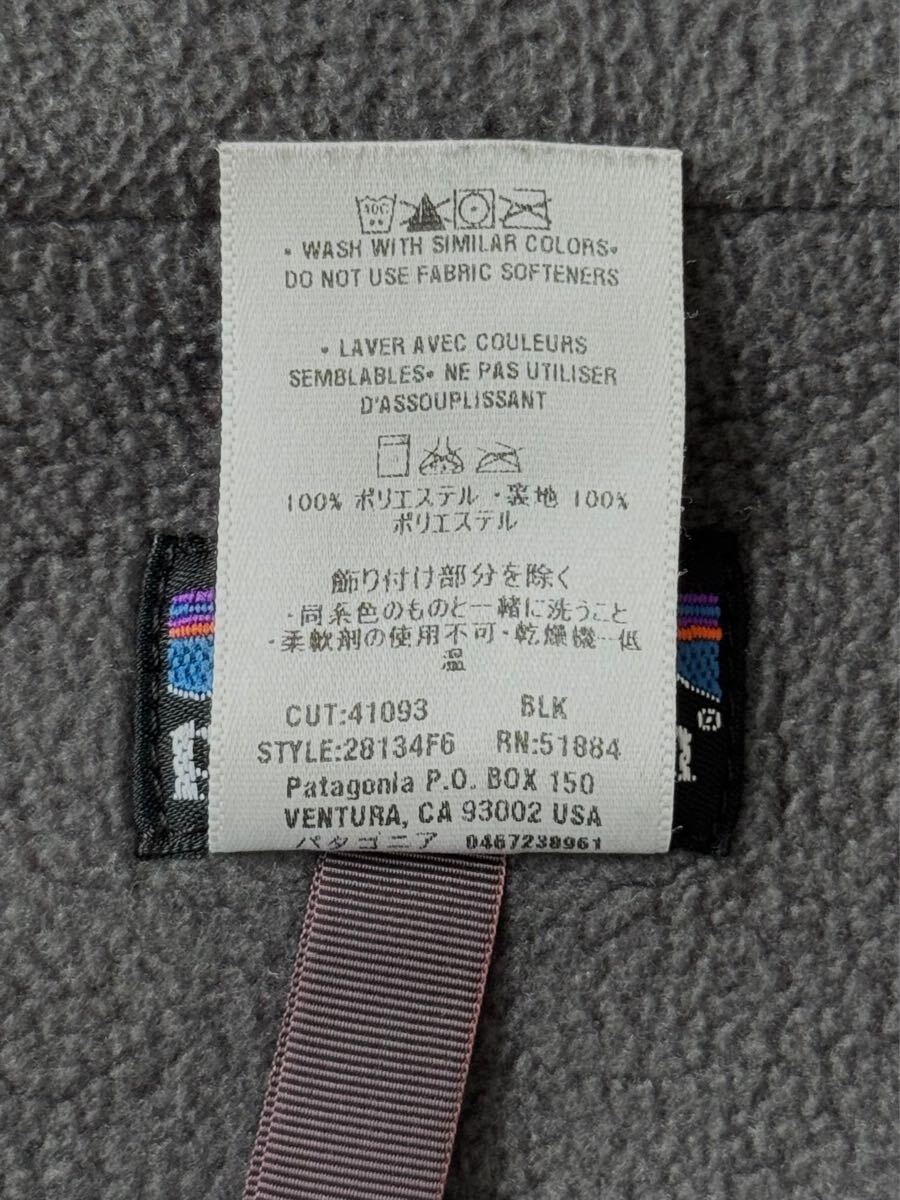 40C
• WASH WITH SIMILAR COLORS•
DO NOT USE FABRIC SOFTENERS
• LAVER AVEC COULEURS
SEMBLABLES• NE PAS UTILISER
D'ASSOUPLISSANT
100% ポリエステル・裏地 100%
ポリエステル
飾り付け部分を除く
・同系色のものと一緒に洗うこと
・柔軟剤の使用不可・乾燥機─低
温
CUT:41093 BLK
STYLE:28134F6 RN:51884
Patagonia P.O. BOX 150
VENTURA, CA 93002 USA
パタゴニア 0467238961
®